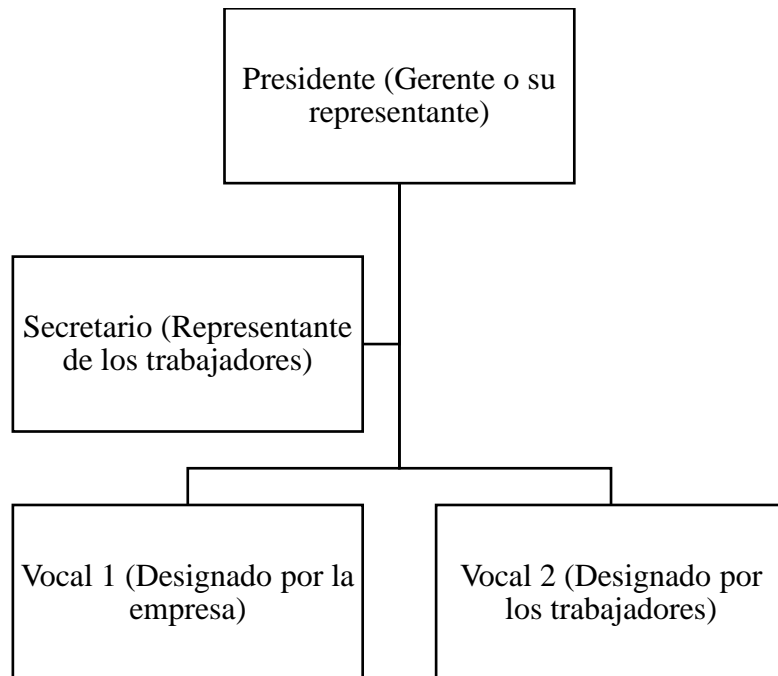 Presidente (Gerente o su
representante)
Secretario (Representante
de los trabajadores)
Vocal 1 (Designado por la
empresa)
Vocal 2 (Designado por
los trabajadores)